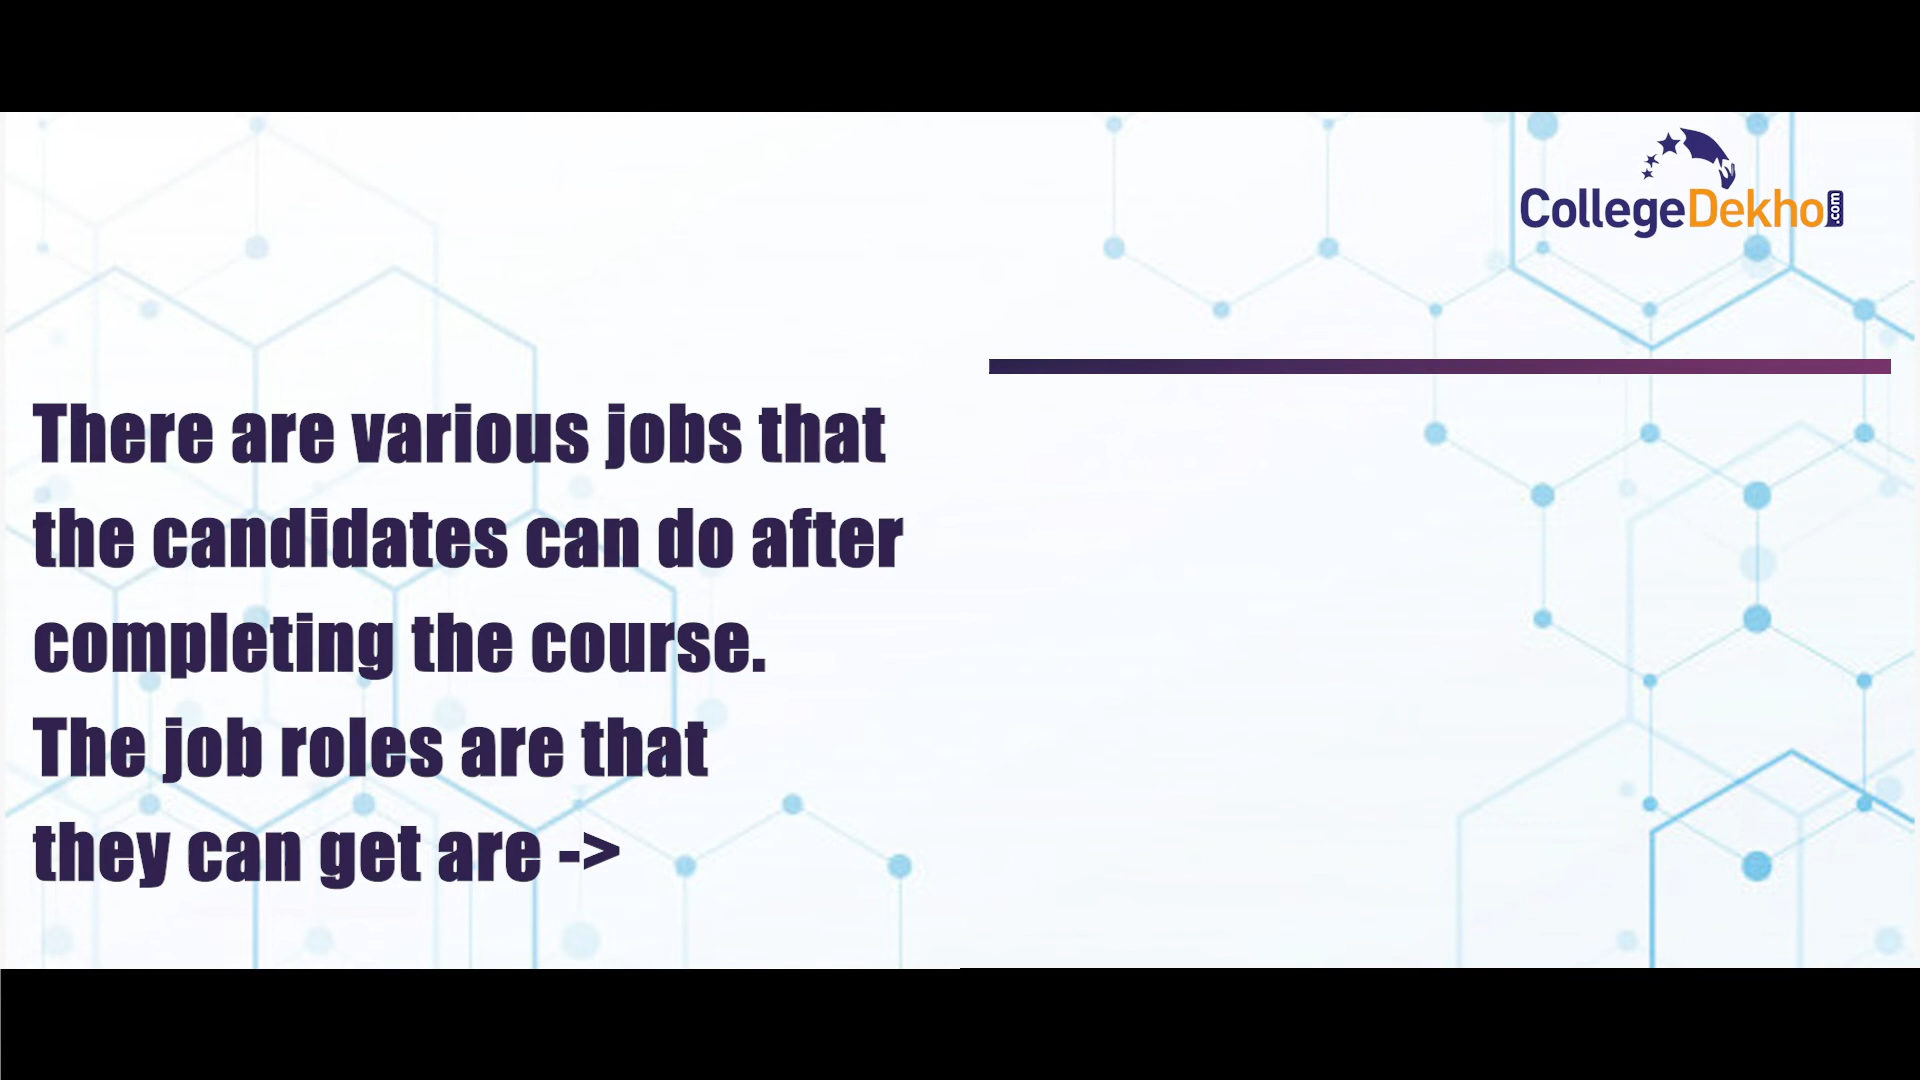 CollegeDekho.com
There are various jobs that
the candidates can do after
completing the course.
The job roles are that
they can get are ->